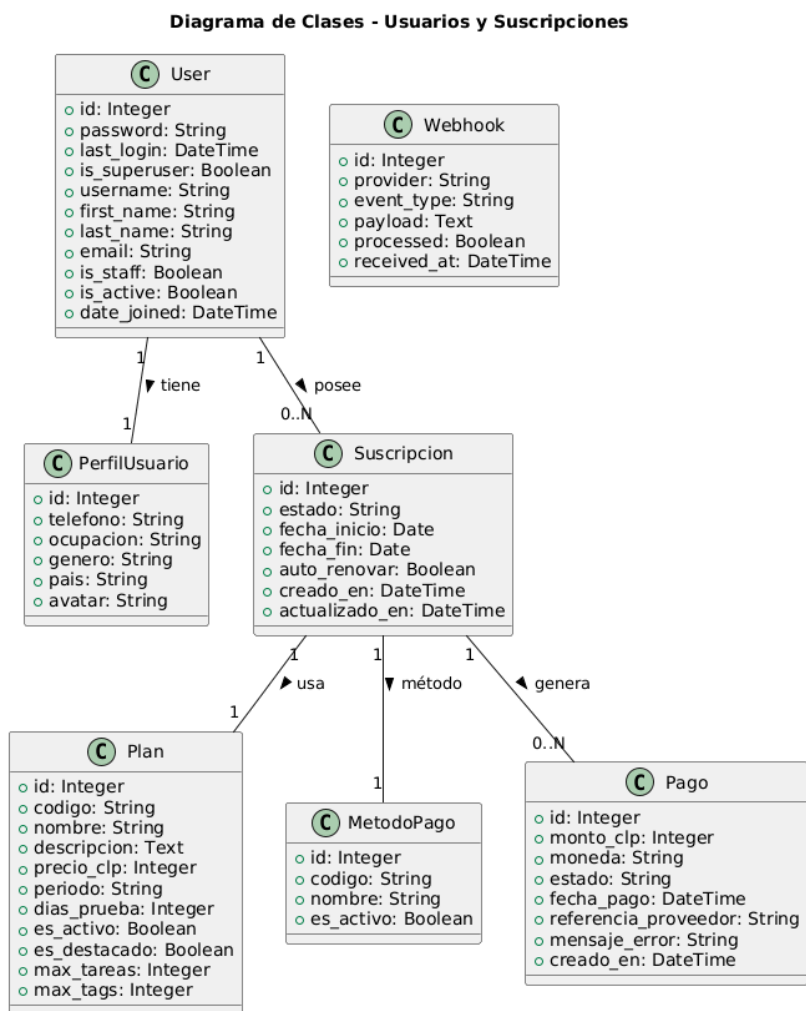 Diagrama de Clases - Usuarios y Suscripciones
C User
id: Integer
password: String
last_login: DateTime
is_superuser: Boolean
username: String
first_name: String
last_name: String
email: String
is_staff: Boolean
is_active: Boolean
date_joined: DateTime
C Webhook
id: Integer
provider: String
event_type: String
payload: Text
processed: Boolean
received_at: DateTime
1
tiene
1
1
posee
0..N
C PerfilUsuario
id: Integer
telefono: String
ocupacion: String
genero: String
pais: String
avatar: String
C Suscripcion
id: Integer
estado: String
fecha_inicio: Date
fecha_fin: Date
auto_renovar: Boolean
creado_en: DateTime
actualizado_en: DateTime
1
usa
1
1
método
1
1
genera
0..N
C Plan
id: Integer
codigo: String
nombre: String
descripcion: Text
precio_clp: Integer
periodo: String
dias_prueba: Integer
es_activo: Boolean
es_destacado: Boolean
max_tareas: Integer
max_tags: Integer
C MetodoPago
id: Integer
codigo: String
nombre: String
es_activo: Boolean
C Pago
id: Integer
monto_clp: Integer
moneda: String
estado: String
fecha_pago: DateTime
referencia_proveedor: String
mensaje_error: String
creado_en: DateTime